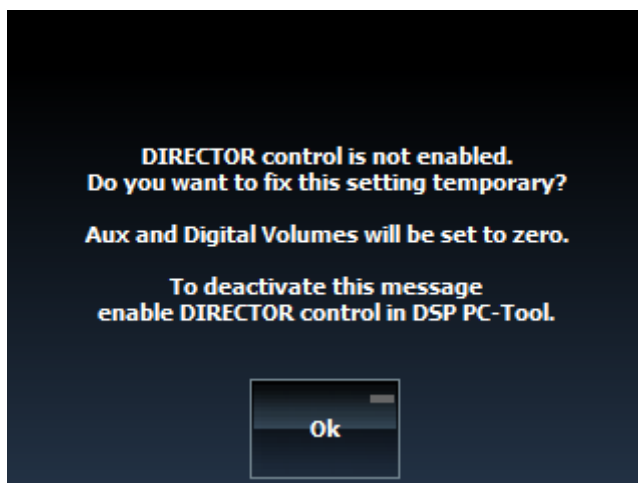 DIRECTOR control is not enabled.
Do you want to fix this setting temporary?
Aux and Digital Volumes will be set to zero.
To deactivate this message
enable DIRECTOR control in DSP PC-Tool.
Ok